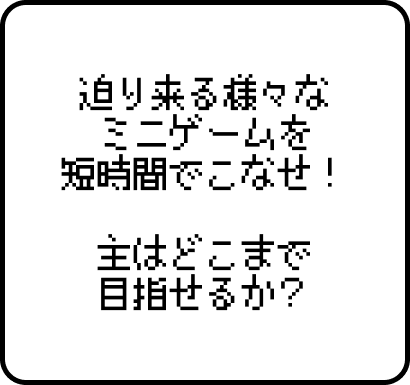 迫り来る様々な
ミニゲームを
短時間でこなせ！
主はどこまで
目指せるか？